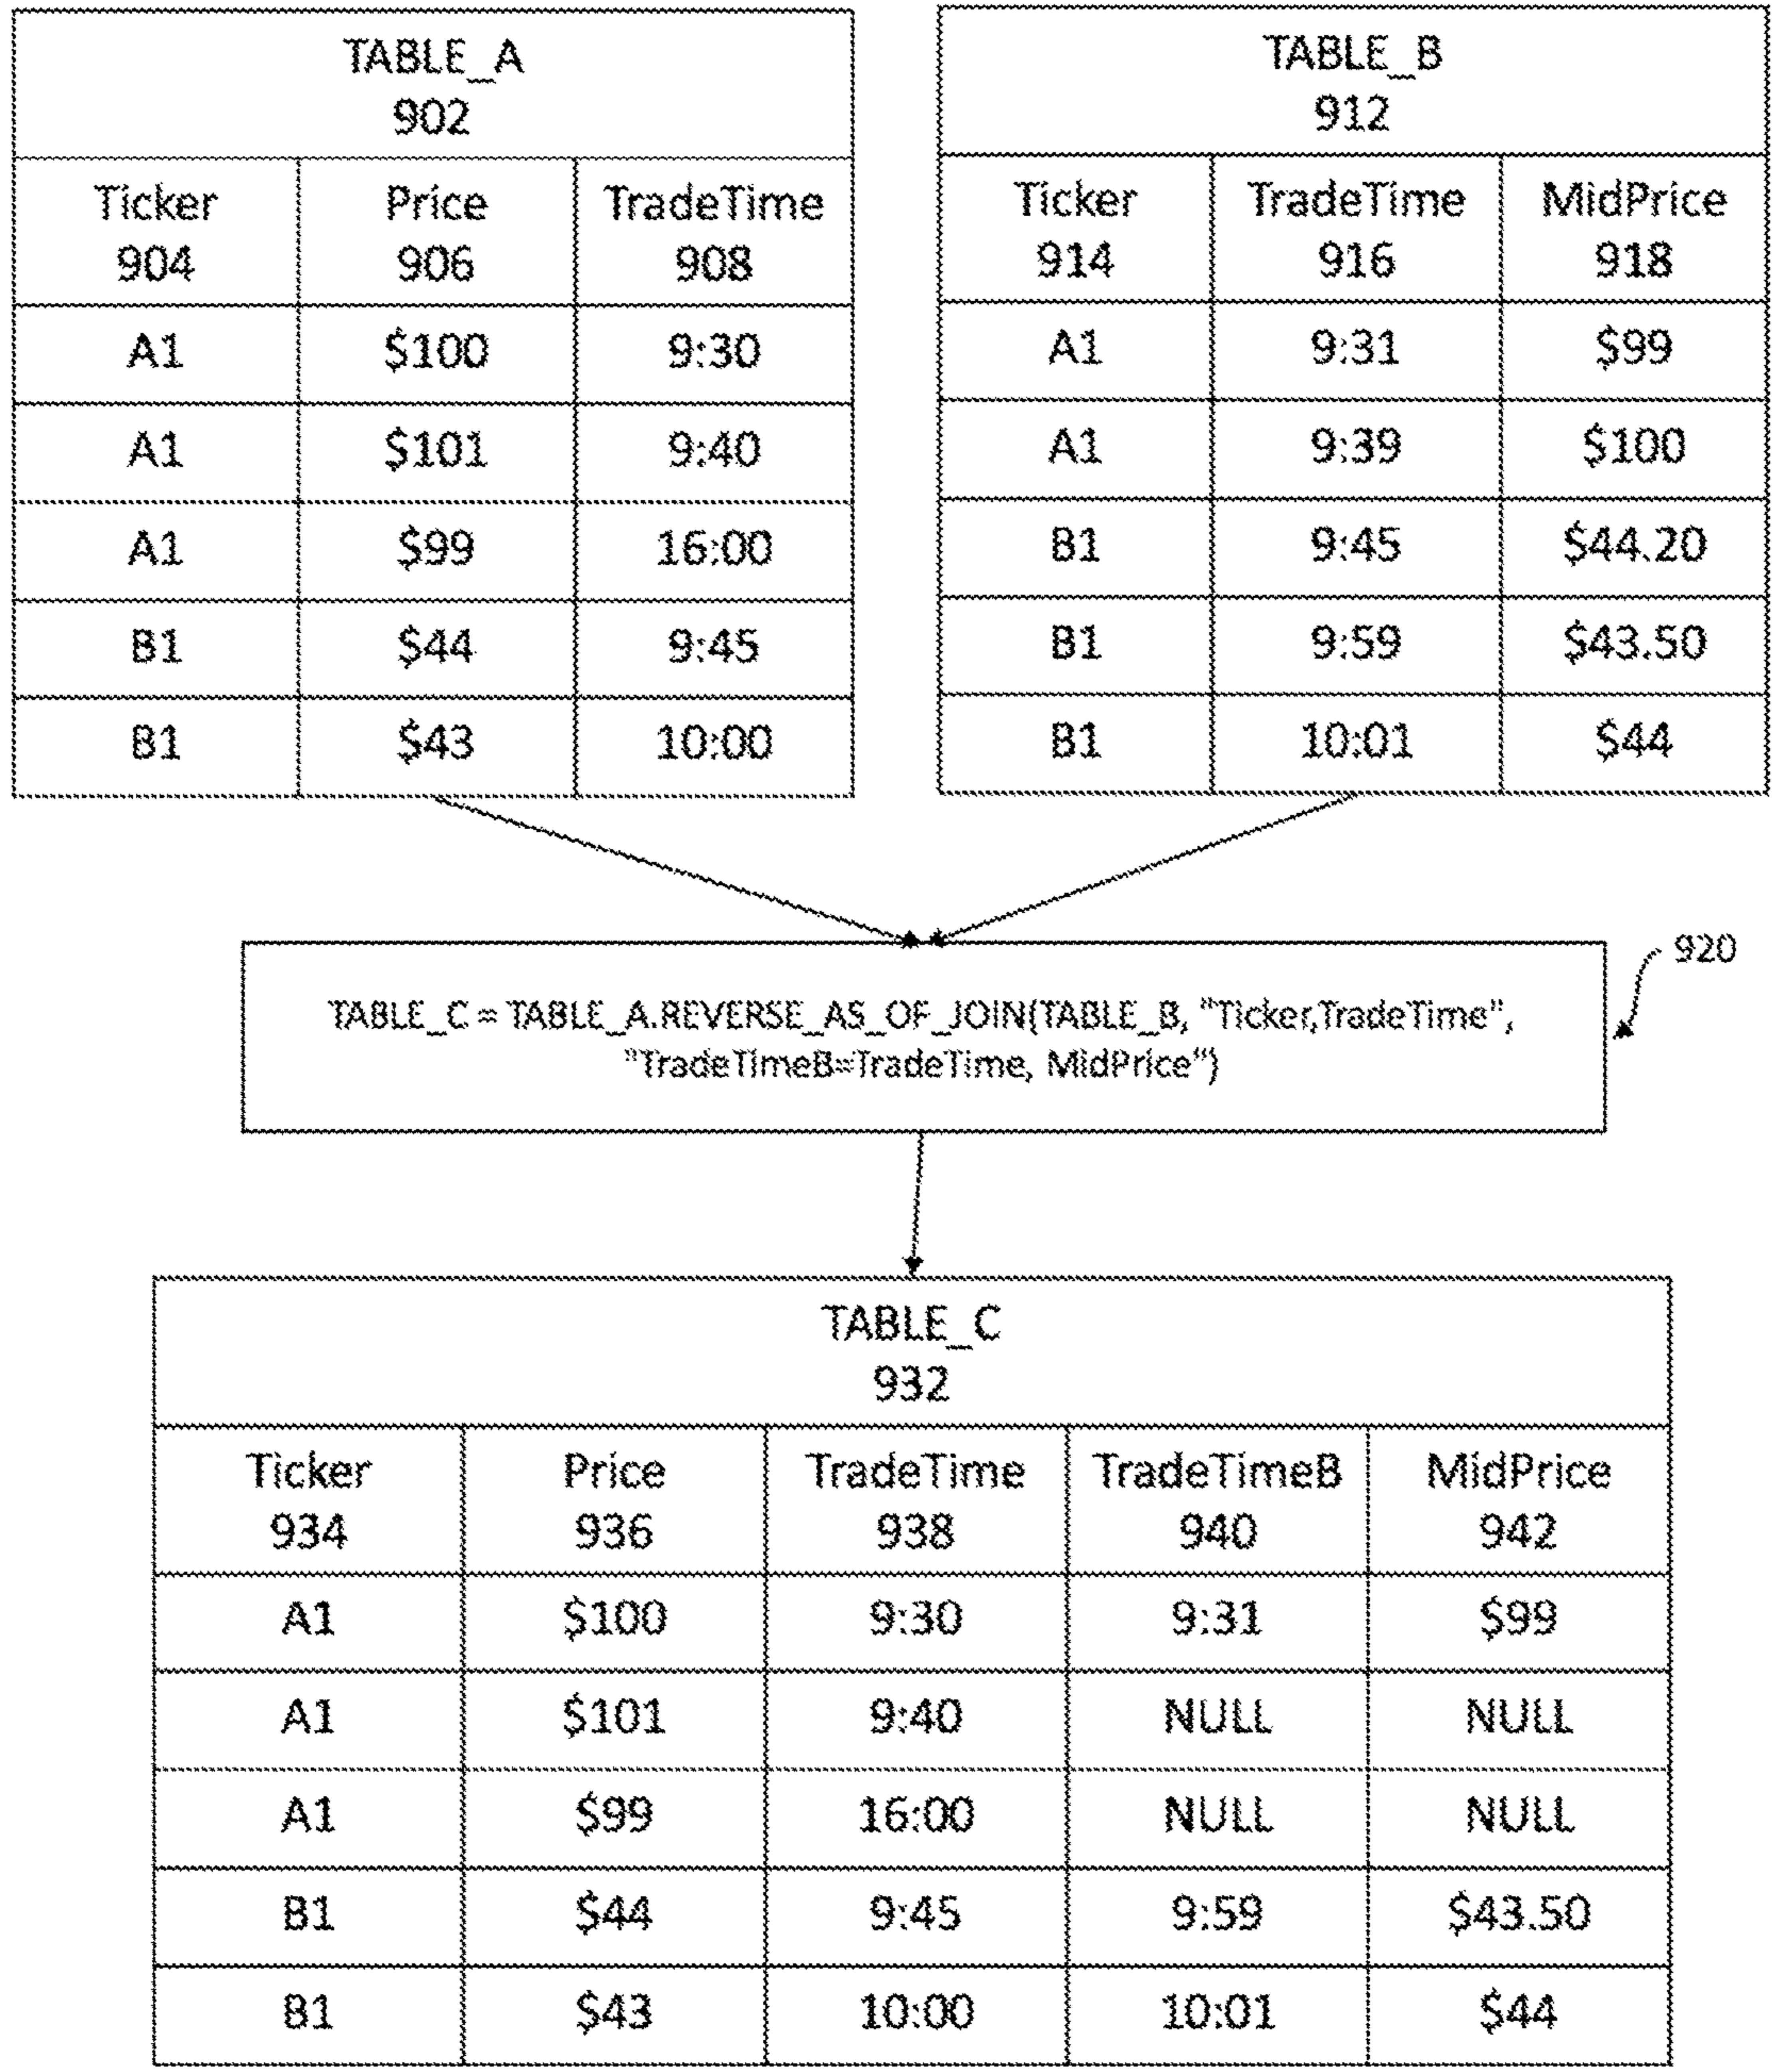 TABLE_A
902
Ticker Price TradeTime
904 906 908
A1 $100 9:30
A1 $101 9:40
A1 $99 16:00
B1 $44 9:45
B1 $43 10:00
TABLE_B
912
Ticker TradeTime MidPrice
914 916 918
A1 9:31 $99
A1 9:39 $100
B1 9:45 $44.20
B1 9:59 $43.50
B1 10:01 $44
920
TABLE_C = TABLE_A.REVERSE_AS_OF_JOIN(TABLE_B, "Ticker,TradeTime",
"TradeTimeB=TradeTime, MidPrice")
TABLE_C
932
Ticker Price TradeTime TradeTimeB MidPrice
934 936 938 940 942
A1 $100 9:30 9:31 $99
A1 $101 9:40 NULL NULL
A1 $99 16:00 NULL NULL
B1 $44 9:45 9:59 $43.50
B1 $43 10:00 10:01 $44